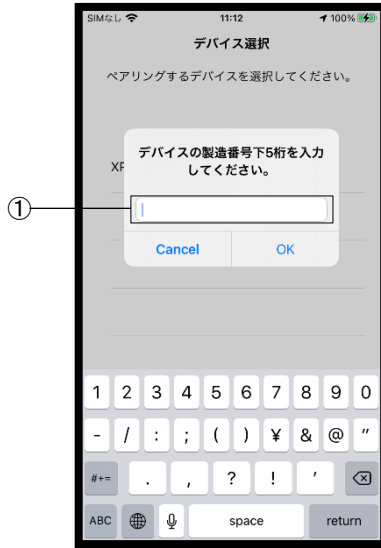 SIMなし 11:12 100%
デバイス選択
ペアリングするデバイスを選択してください。
デバイスの製造番号下5桁を入力
してください。
XF
①
Cancel OK
1 2 3 4 5 6 7 8 9 0
- / : ; ( ) ¥ & @ "
#+= . , ? ! '
ABC space return